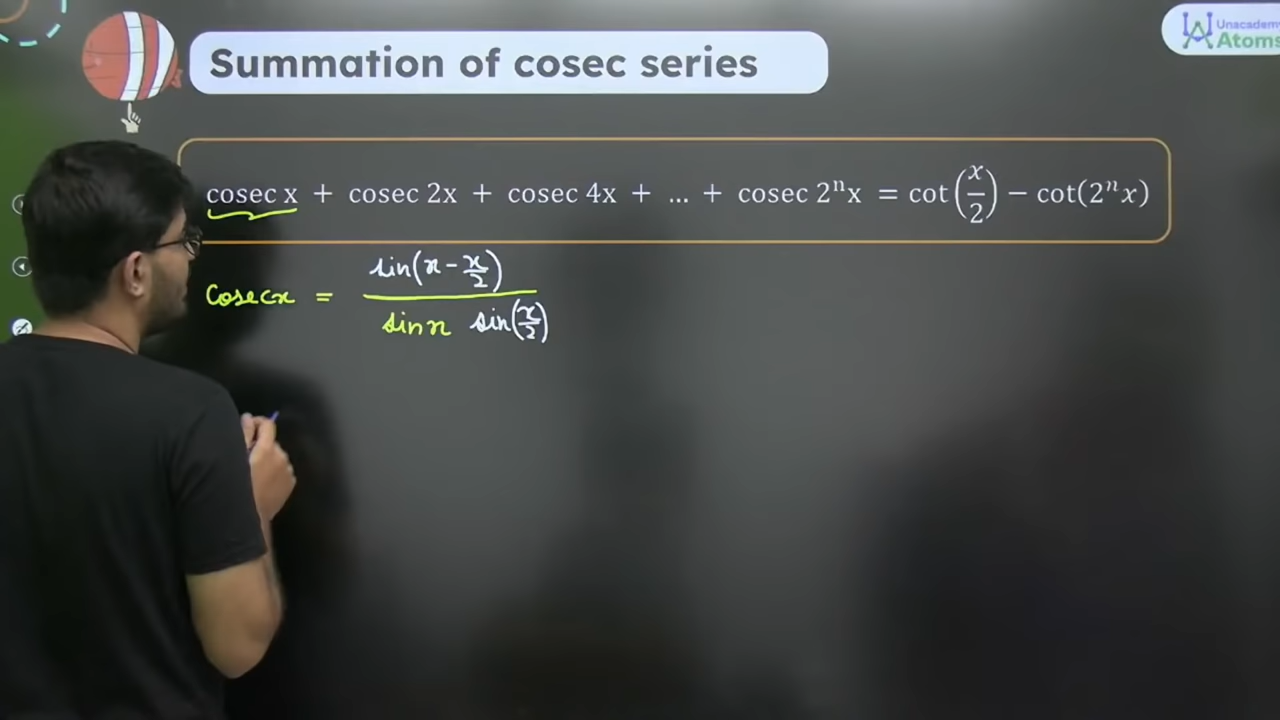 Summation of cosec series
Unacademy
Atoms
cosec x + cosec 2x + cosec 4x + ... + cosec 2ⁿx = cot(x/2) − cot(2ⁿx)
cosecx = sin(x - x/2) / sinx sin(x/2)